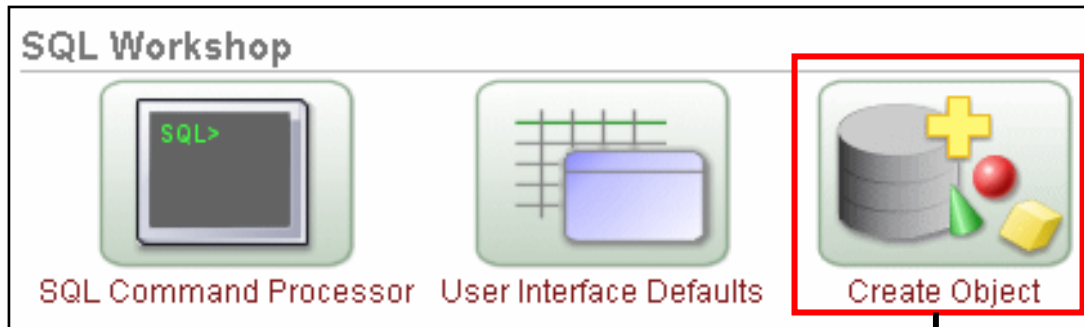 SQL Workshop
SQL>
SQL Command Processor
User Interface Defaults
Create Object